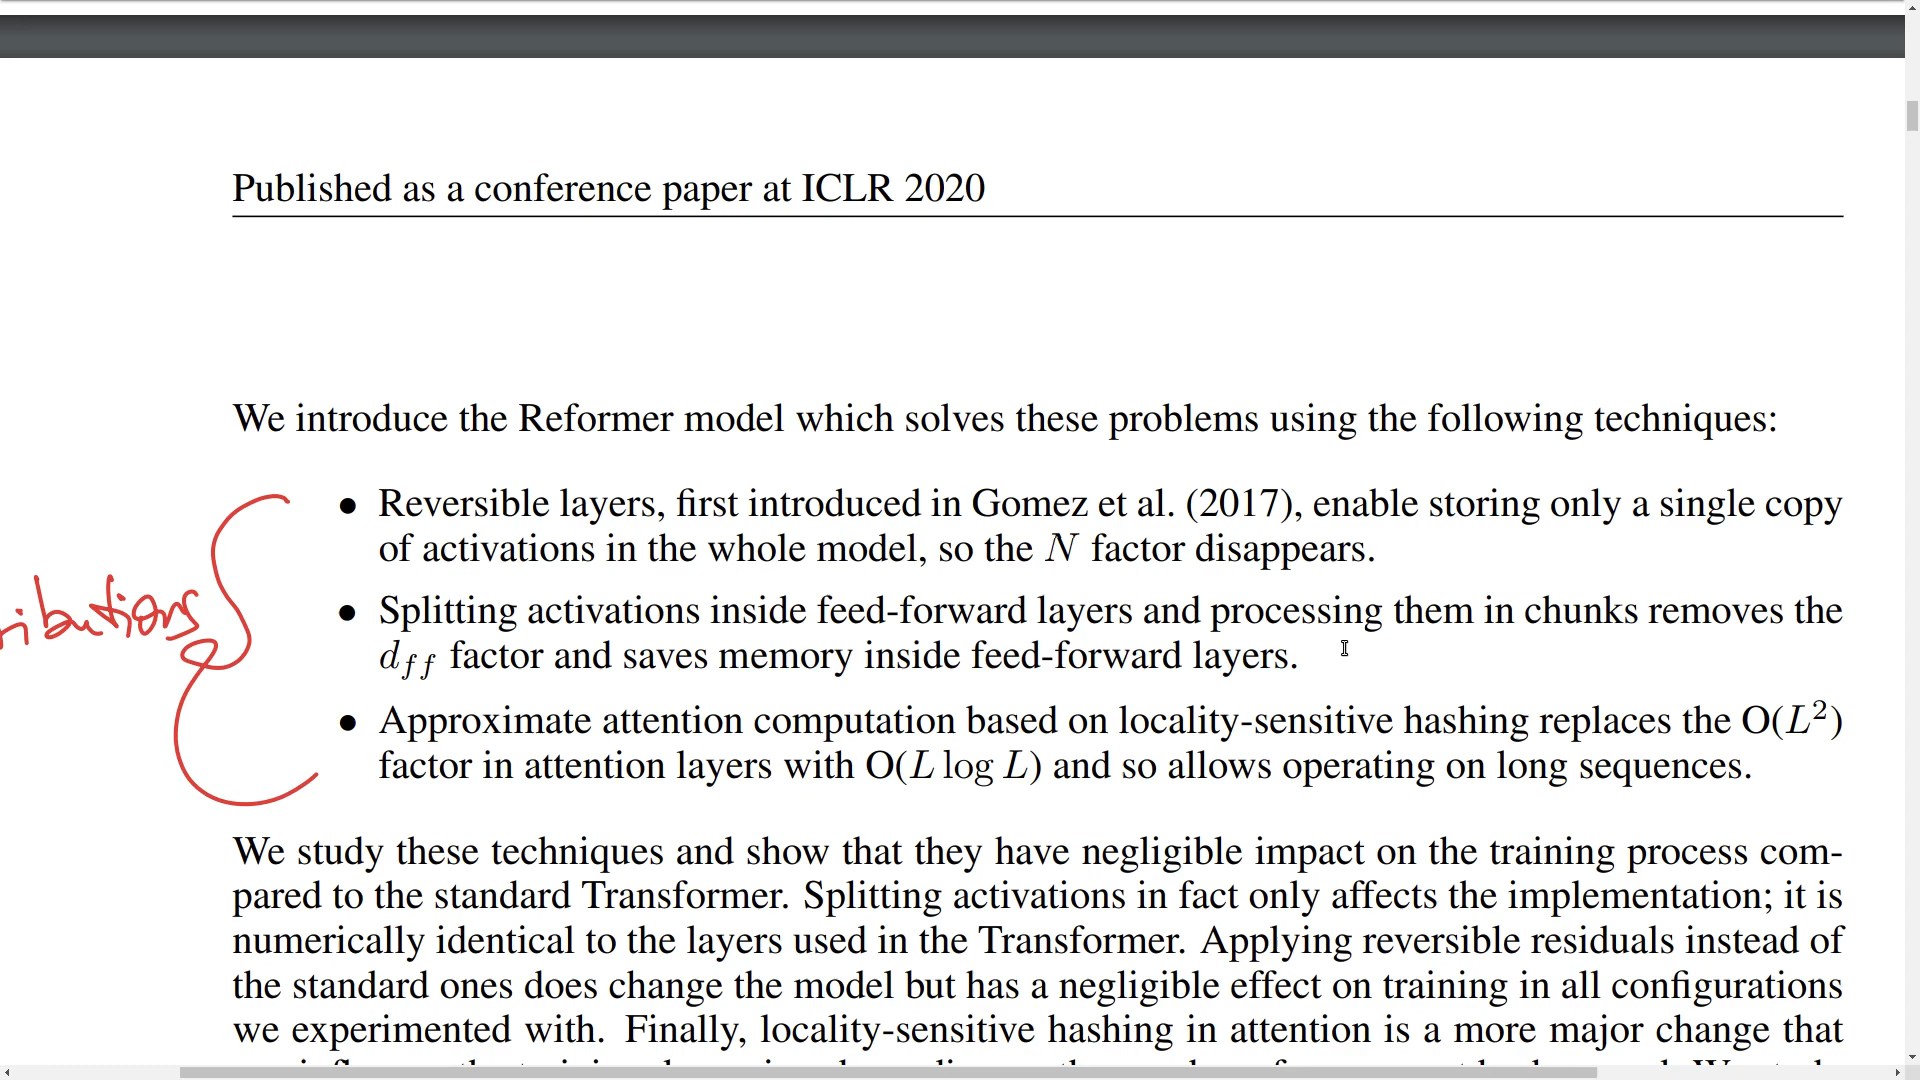 Published as a conference paper at ICLR 2020
We introduce the Reformer model which solves these problems using the following techniques:
• Reversible layers, first introduced in Gomez et al. (2017), enable storing only a single copy
of activations in the whole model, so the N factor disappears.
ributions
• Splitting activations inside feed-forward layers and processing them in chunks removes the
d_{ff} factor and saves memory inside feed-forward layers.
• Approximate attention computation based on locality-sensitive hashing replaces the O(L²)
factor in attention layers with O(L log L) and so allows operating on long sequences.
We study these techniques and show that they have negligible impact on the training process com-
pared to the standard Transformer. Splitting activations in fact only affects the implementation; it is
numerically identical to the layers used in the Transformer. Applying reversible residuals instead of
the standard ones does change the model but has a negligible effect on training in all configurations
we experimented with. Finally, locality-sensitive hashing in attention is a more major change that